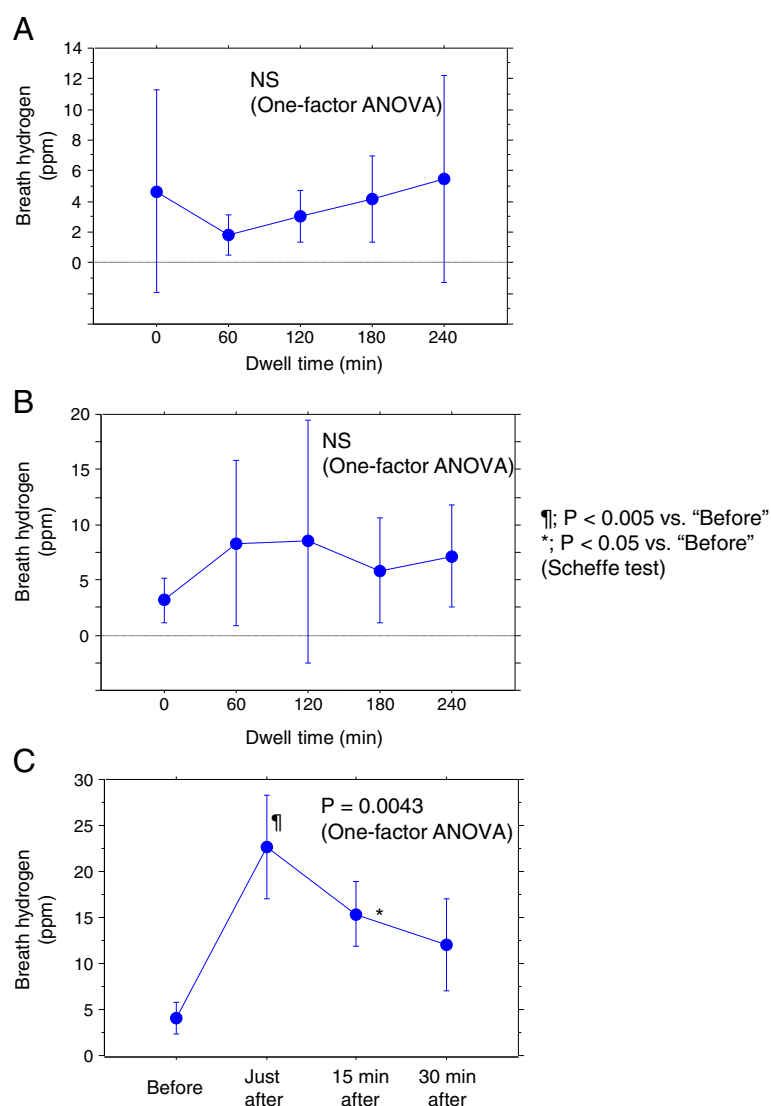 A
14
12
10
8
6
4
2
0
Breath hydrogen
(ppm)
NS
(One-factor ANOVA)
0 60 120 180 240
Dwell time (min)
B
20
15
10
5
0
Breath hydrogen
(ppm)
NS
(One-factor ANOVA)
0 60 120 180 240
Dwell time (min)
¶; P < 0.005 vs. “Before”
*; P < 0.05 vs. “Before”
(Scheffe test)
C
30
25
20
15
10
5
0
Breath hydrogen
(ppm)
P = 0.0043
(One-factor ANOVA)
¶
*
Before
Just
after
15 min
after
30 min
after